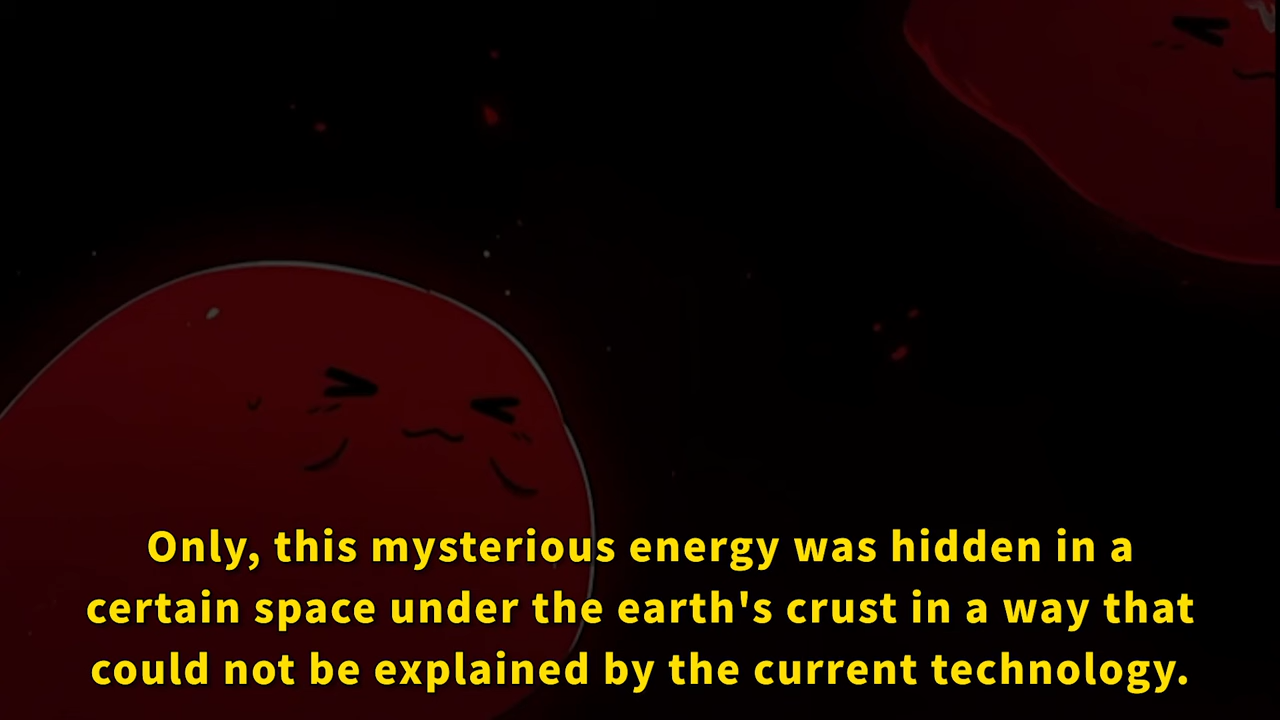 Only, this mysterious energy was hidden in a
certain space under the earth's crust in a way that
could not be explained by the current technology.